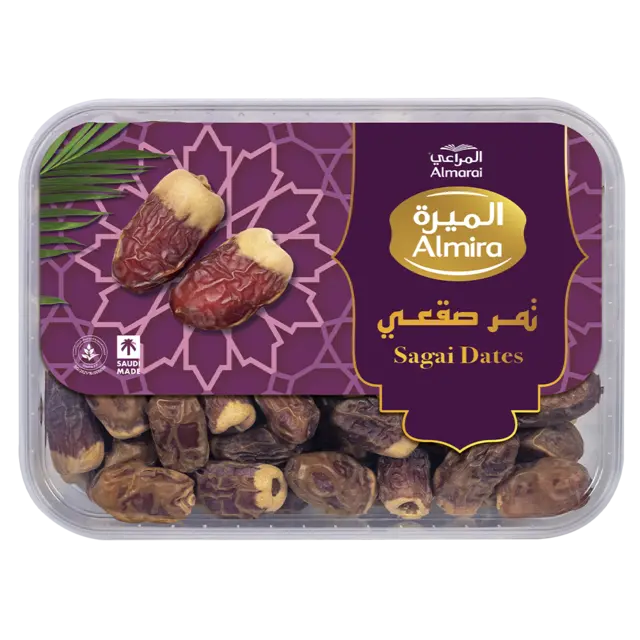 المراعي
Almarai
الميرة
Almira
تمر صقعي
Sagai Dates
SAUDI
MADE